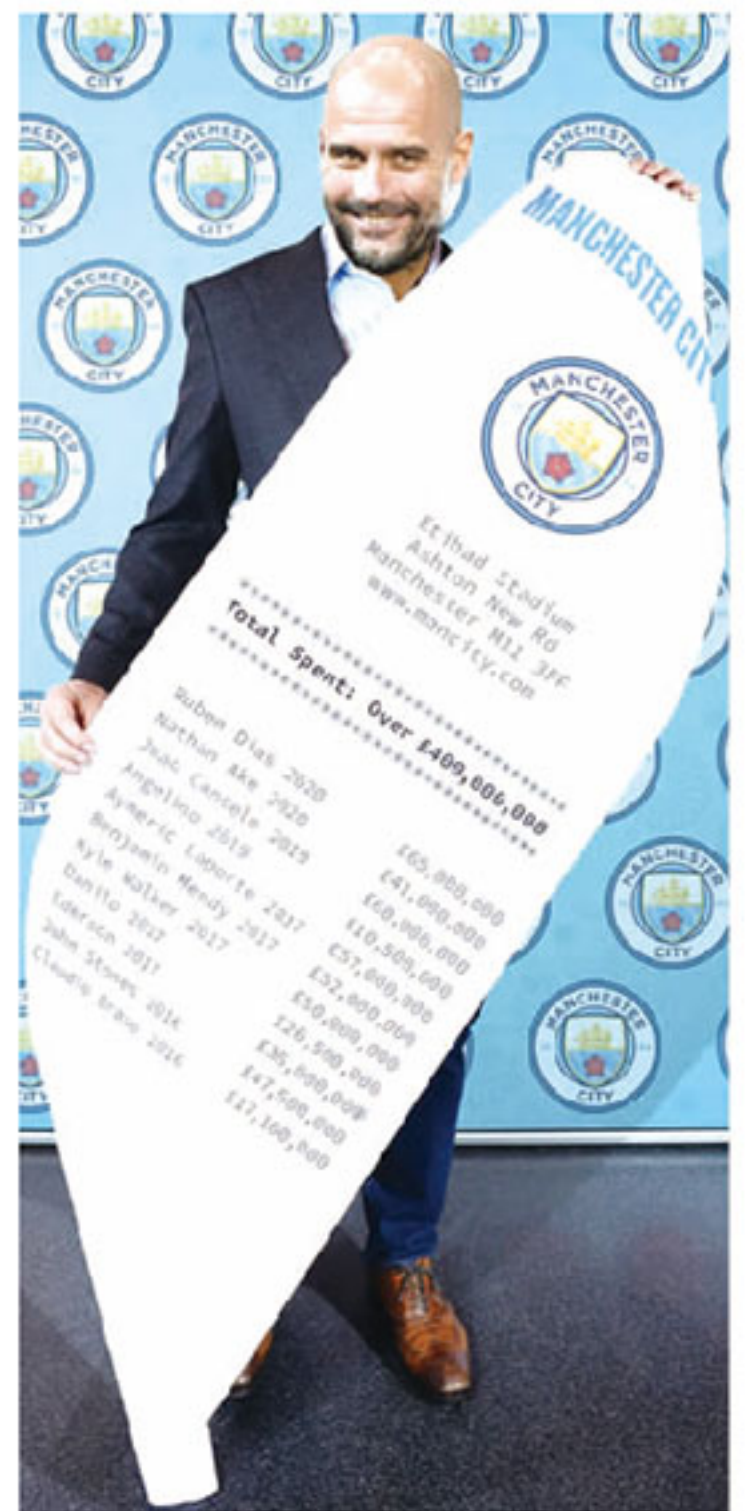 MANCHESTER CIT
MANCHESTER
CITY
Etihad Stadium
Ashton New Rd
Manchester M11 3FF
www.mancity.com
Total Spent: Over £400,000,000
Ruben Dias 2020 £65,000,000
Nathan Ake 2020 £41,000,000
Joao Cancelo 2019 £60,000,000
Angelino 2019 £10,500,000
Aymeric Laporte 2017 £57,000,000
Benjamin Mendy 2017 £52,000,000
Kyle Walker 2017 £50,000,000
Danilo 2017 £26,500,000
Ederson 2017 £35,000,000
John Stones 2016 £47,500,000
Claudio Bravo 2016 £17,100,000